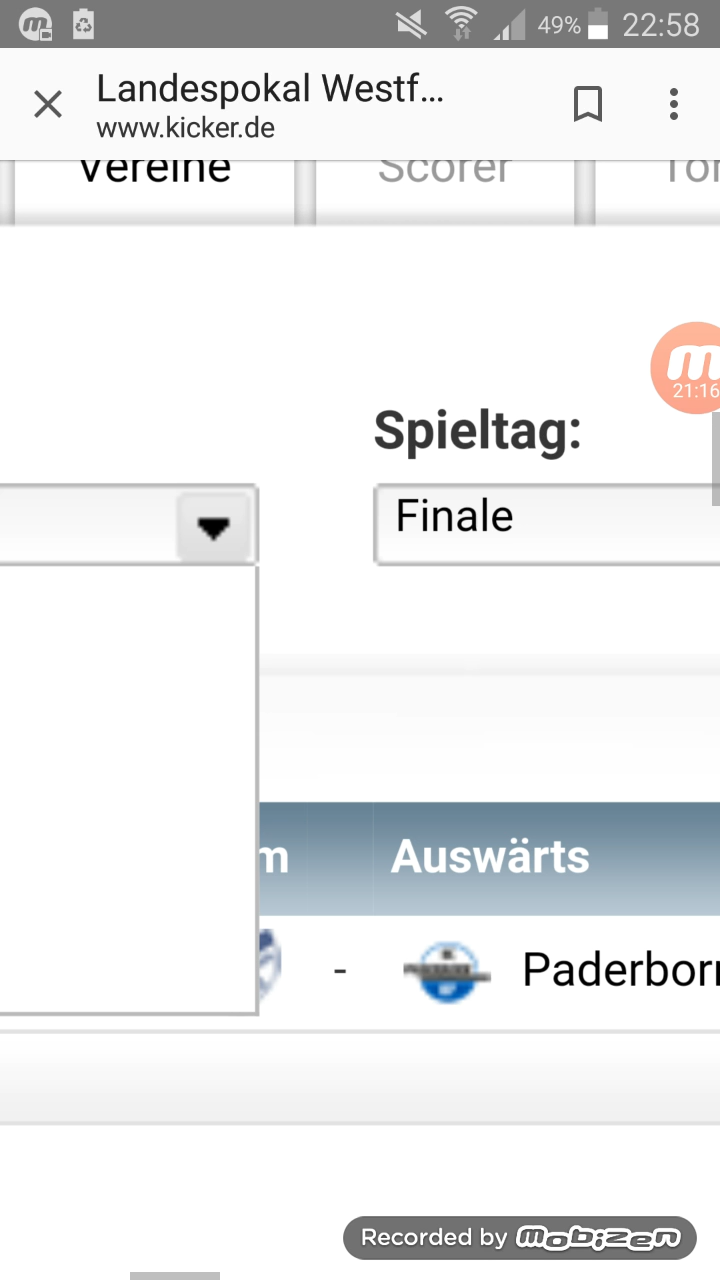 49% 22:58
Landespokal Westf...
www.kicker.de
Vereine Scorer
21:16
Spieltag:
Finale
m Auswärts
- Paderborn
Recorded by mobizen